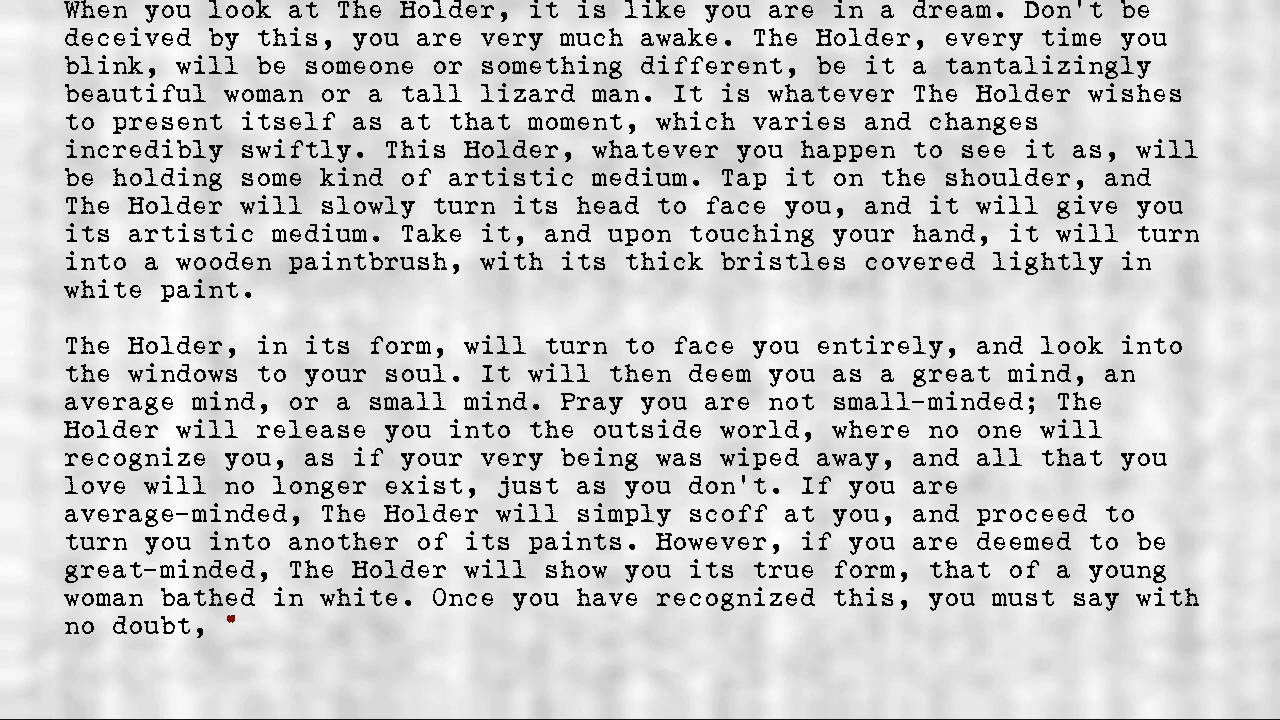 When you look at The Holder, it is like you are in a dream. Don't be
deceived by this, you are very much awake. The Holder, every time you
blink, will be someone or something different, be it a tantalizingly
beautiful woman or a tall lizard man. It is whatever The Holder wishes
to present itself as at that moment, which varies and changes
incredibly swiftly. This Holder, whatever you happen to see it as, will
be holding some kind of artistic medium. Tap it on the shoulder, and
The Holder will slowly turn its head to face you, and it will give you
its artistic medium. Take it, and upon touching your hand, it will turn
into a wooden paintbrush, with its thick bristles covered lightly in
white paint.
The Holder, in its form, will turn to face you entirely, and look into
the windows to your soul. It will then deem you as a great mind, an
average mind, or a small mind. Pray you are not small-minded; The
Holder will release you into the outside world, where no one will
recognize you, as if your very being was wiped away, and all that you
love will no longer exist, just as you don't. If you are
average-minded, The Holder will simply scoff at you, and proceed to
turn you into another of its paints. However, if you are deemed to be
great-minded, The Holder will show you its true form, that of a young
woman bathed in white. Once you have recognized this, you must say with
no doubt, "